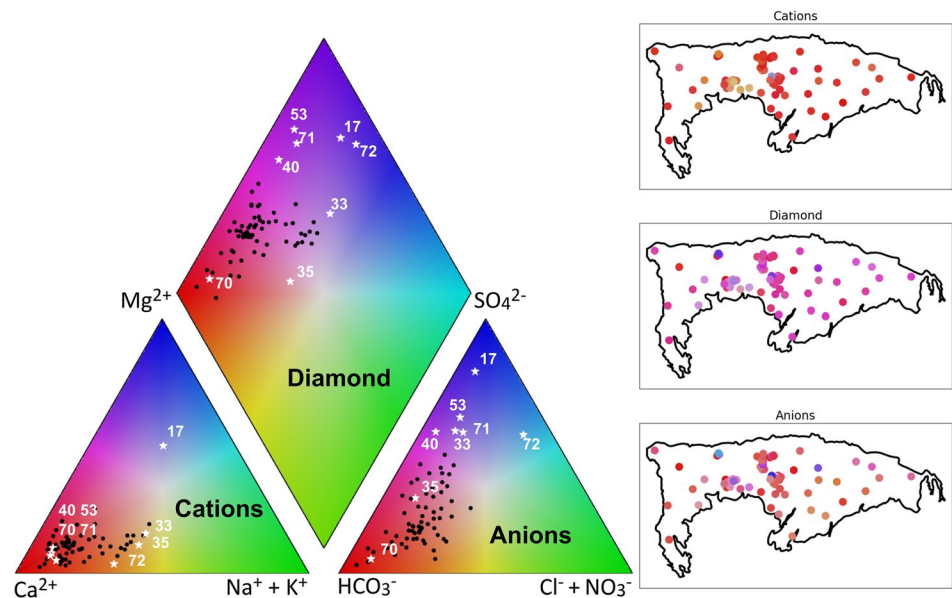 Cations
53
71
17
72
40
33
35
70
Mg²⁺
SO₄²⁻
Diamond
Diamond
17
17
53
40
33
71
72
40 53
70 71
33
35
72
Cations
35
70
Anions
Ca²⁺
Na⁺ + K⁺
HCO₃⁻
Cl⁻ + NO₃⁻
Anions